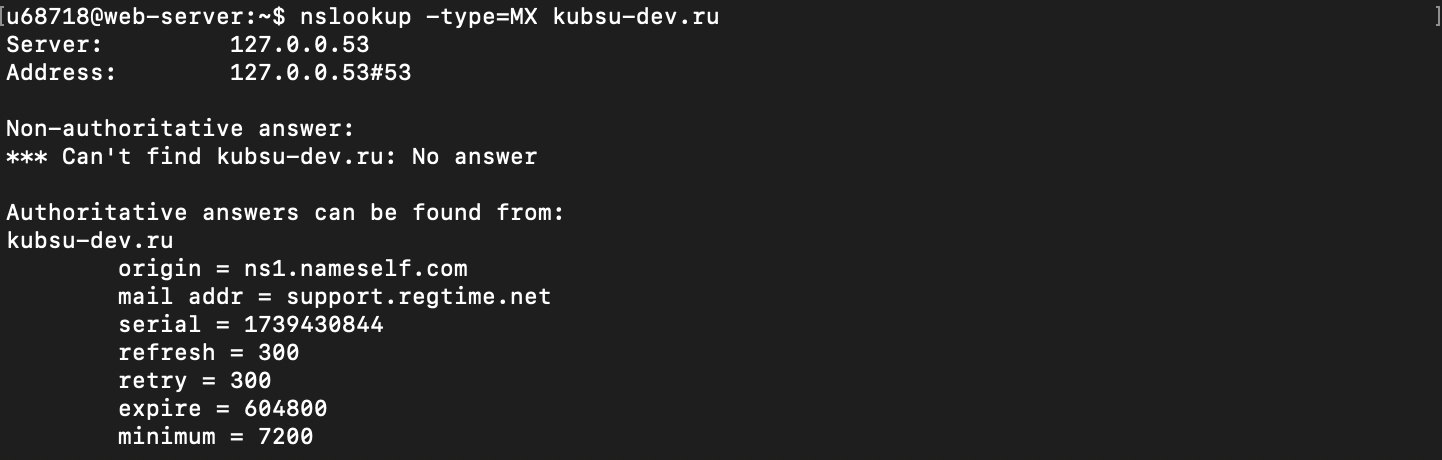 [u68718@web-server:~$ nslookup -type=MX kubsu-dev.ru ]
Server:         127.0.0.53
Address:        127.0.0.53#53

Non-authoritative answer:
*** Can't find kubsu-dev.ru: No answer

Authoritative answers can be found from:
kubsu-dev.ru
        origin = ns1.nameself.com
        mail addr = support.regtime.net
        serial = 1739430844
        refresh = 300
        retry = 300
        expire = 604800
        minimum = 7200